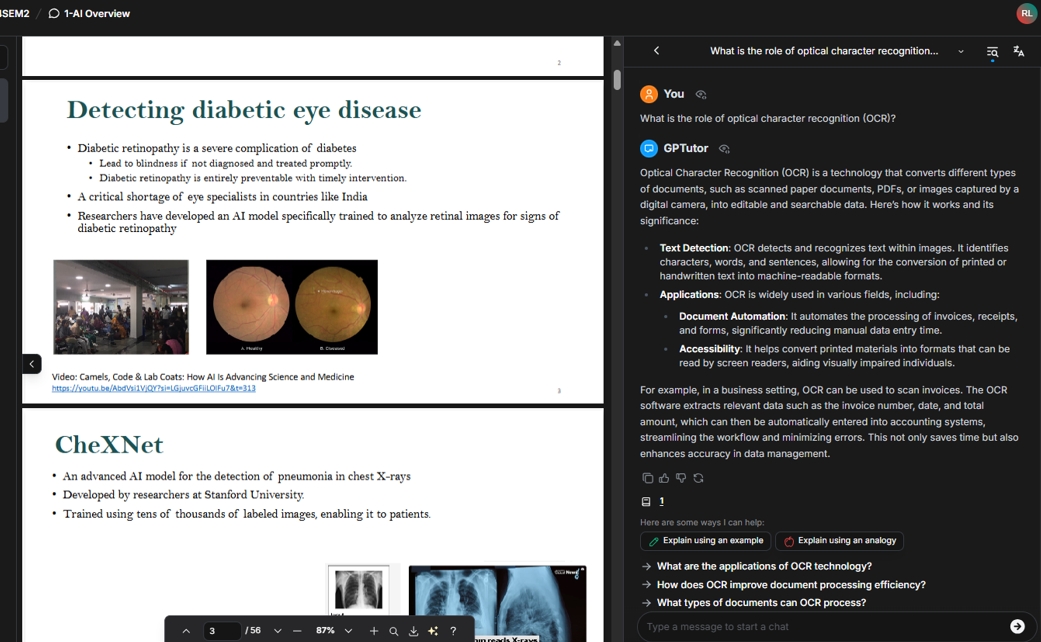 SEM2 / 1-AI Overview
RL
2
Detecting diabetic eye disease
• Diabetic retinopathy is a severe complication of diabetes
• Lead to blindness if not diagnosed and treated promptly.
• Diabetic retinopathy is entirely preventable with timely intervention.
• A critical shortage of eye specialists in countries like India
• Researchers have developed an AI model specifically trained to analyze retinal images for signs of
diabetic retinopathy
A. Healthy
B. Diseased
Video: Camels, Code & Lab Coats: How AI Is Advancing Science and Medicine
3
CheXNet
• An advanced AI model for the detection of pneumonia in chest X-rays
• Developed by researchers at Stanford University.
• Trained using tens of thousands of labeled images, enabling it to patients.
3 / 56 87% ?
What is the role of optical character recognition...
You
What is the role of optical character recognition (OCR)?
GPTutor
Optical Character Recognition (OCR) is a technology that converts different types
of documents, such as scanned paper documents, PDFs, or images captured by a
digital camera, into editable and searchable data. Here's how it works and its
significance:
Text Detection: OCR detects and recognizes text within images. It identifies
characters, words, and sentences, allowing for the conversion of printed or
handwritten text into machine-readable formats.
Applications: OCR is widely used in various fields, including:
Document Automation: It automates the processing of invoices, receipts,
and forms, significantly reducing manual data entry time.
Accessibility: It helps convert printed materials into formats that can be
read by screen readers, aiding visually impaired individuals.
For example, in a business setting, OCR can be used to scan invoices. The OCR
software extracts relevant data such as the invoice number, date, and total
amount, which can then be automatically entered into accounting systems,
streamlining the workflow and minimizing errors. This not only saves time but also
enhances accuracy in data management.
1
Here are some ways I can help:
Explain using an example
Explain using an analogy
→ What are the applications of OCR technology?
→ How does OCR improve document processing efficiency?
→ What types of documents can OCR process?
Type a message to start a chat